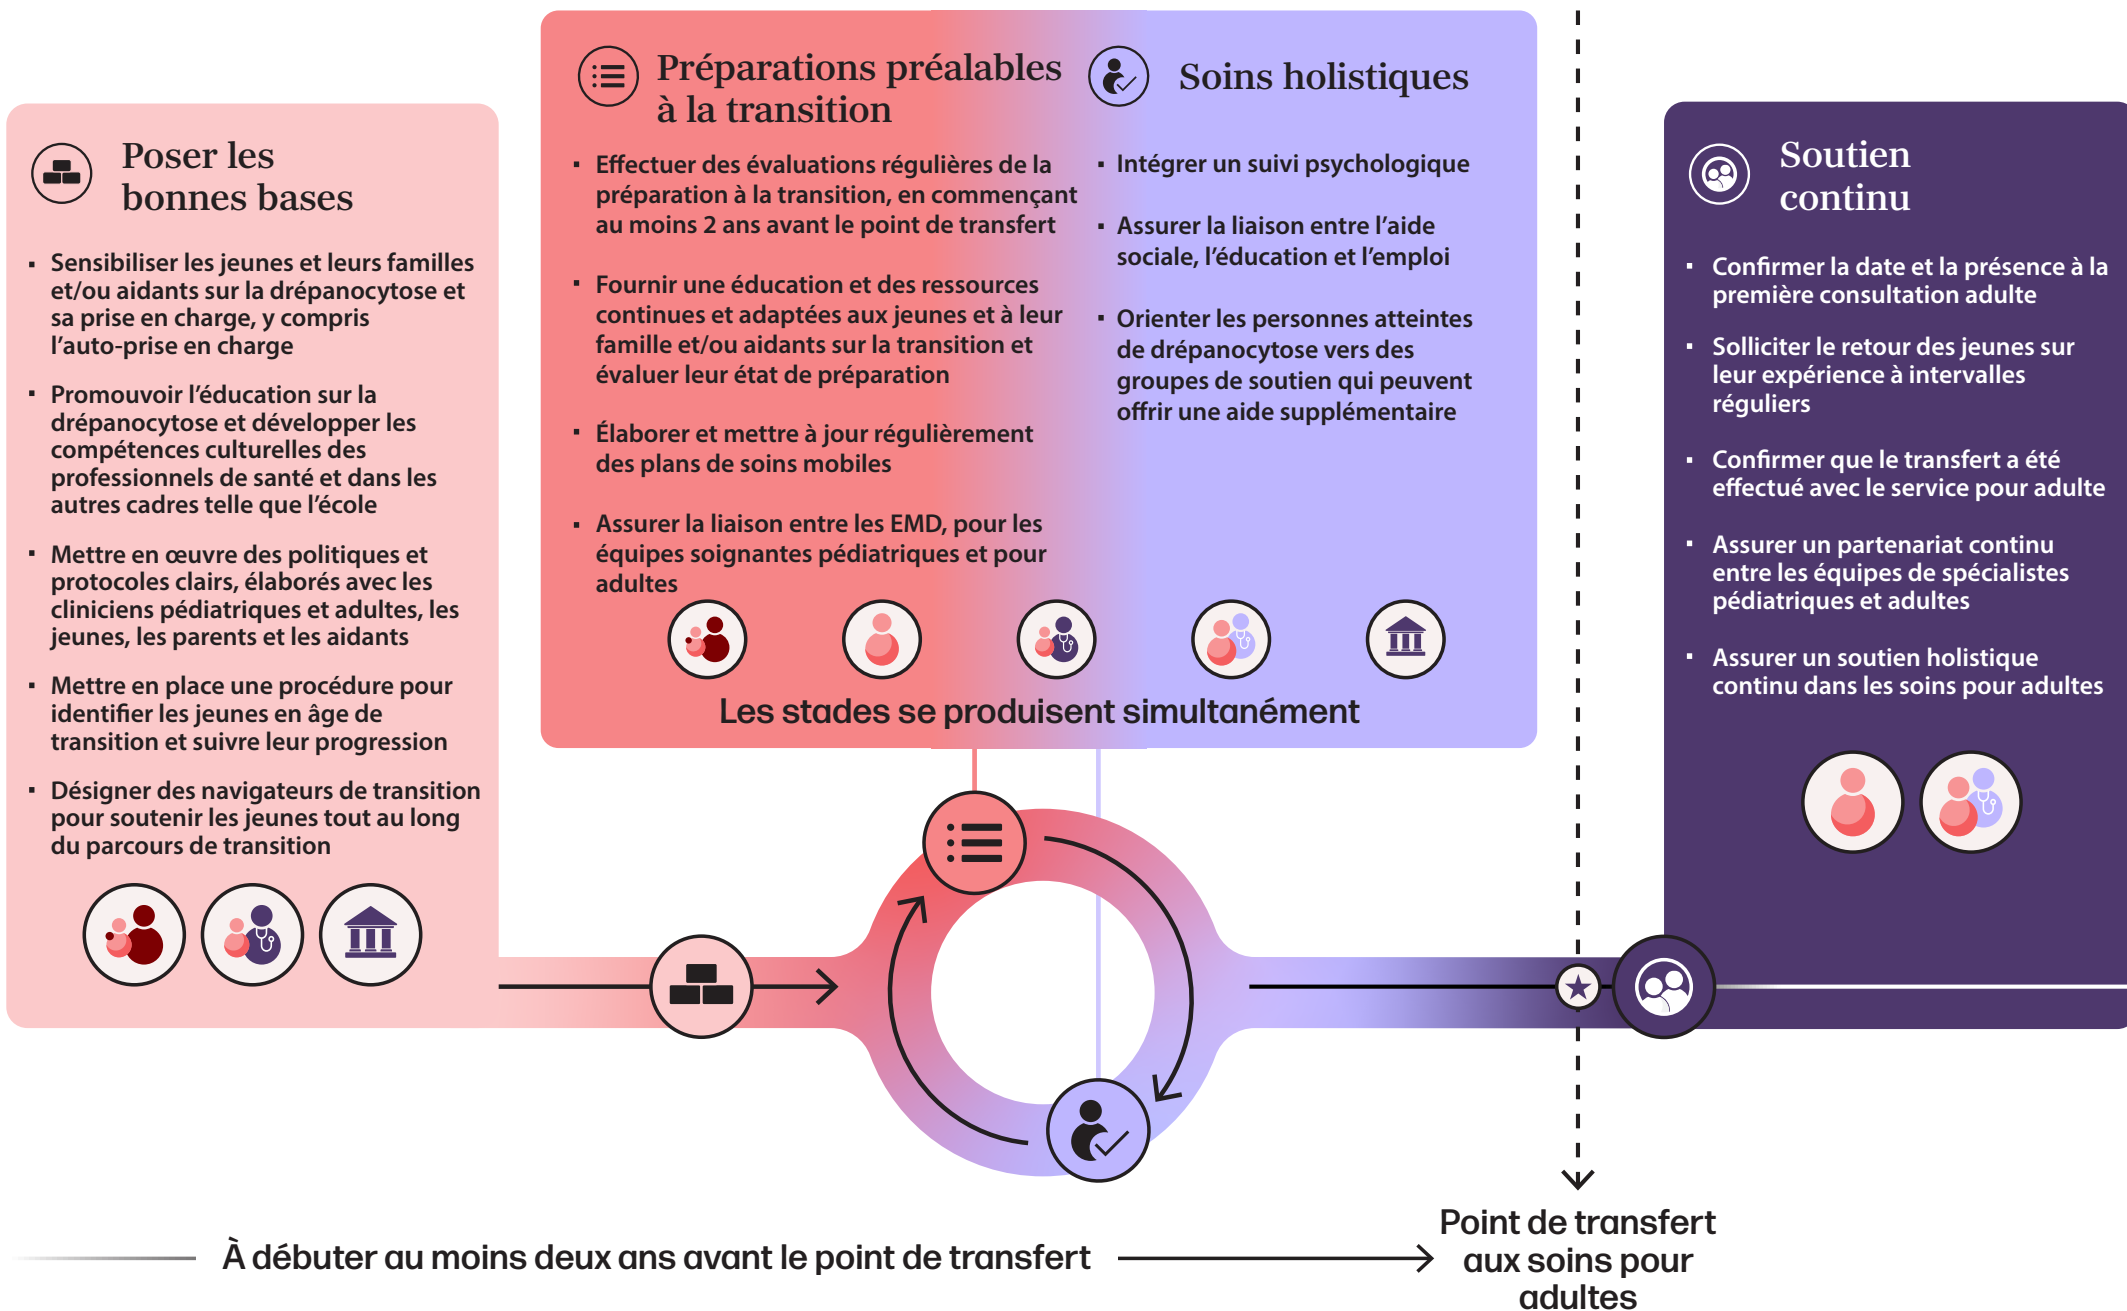 Poser les
bonnes bases
Sensibiliser les jeunes et leurs familles
et/ou aidants sur la drépanocytose et
sa prise en charge, y compris
l’auto-prise en charge
Promouvoir l’éducation sur la
drépanocytose et développer les
compétences culturelles des
professionnels de santé et dans les
autres cadres telle que l’école
Mettre en œuvre des politiques et
protocoles clairs, élaborés avec les
cliniciens pédiatriques et adultes, les
jeunes, les parents et les aidants
Mettre en place une procédure pour
identifier les jeunes en âge de
transition et suivre leur progression
Désigner des navigateurs de transition
pour soutenir les jeunes tout au long
du parcours de transition
Préparations préalables
à la transition
Effectuer des évaluations régulières de la
préparation à la transition, en commençant
au moins 2 ans avant le point de transfert
Fournir une éducation et des ressources
continues et adaptées aux jeunes et à leur
famille et/ou aidants sur la transition et
évaluer leur état de préparation
Élaborer et mettre à jour régulièrement
des plans de soins mobiles
Assurer la liaison entre les EMD, pour les
équipes soignantes pédiatriques et pour
adultes
Soins holistiques
Intégrer un suivi psychologique
Assurer la liaison entre l’aide
sociale, l’éducation et l’emploi
Orienter les personnes atteintes
de drépanocytose vers des
groupes de soutien qui peuvent
offrir une aide supplémentaire
Les stades se produisent simultanément
Soutien
continu
Confirmer la date et la présence à la
première consultation adulte
Solliciter le retour des jeunes sur
leur expérience à intervalles
réguliers
Confirmer que le transfert a été
effectué avec le service pour adulte
Assurer un partenariat continu
entre les équipes de spécialistes
pédiatriques et adultes
Assurer un soutien holistique
continu dans les soins pour adultes
À débuter au moins deux ans avant le point de transfert
Point de transfert
aux soins pour
adultes